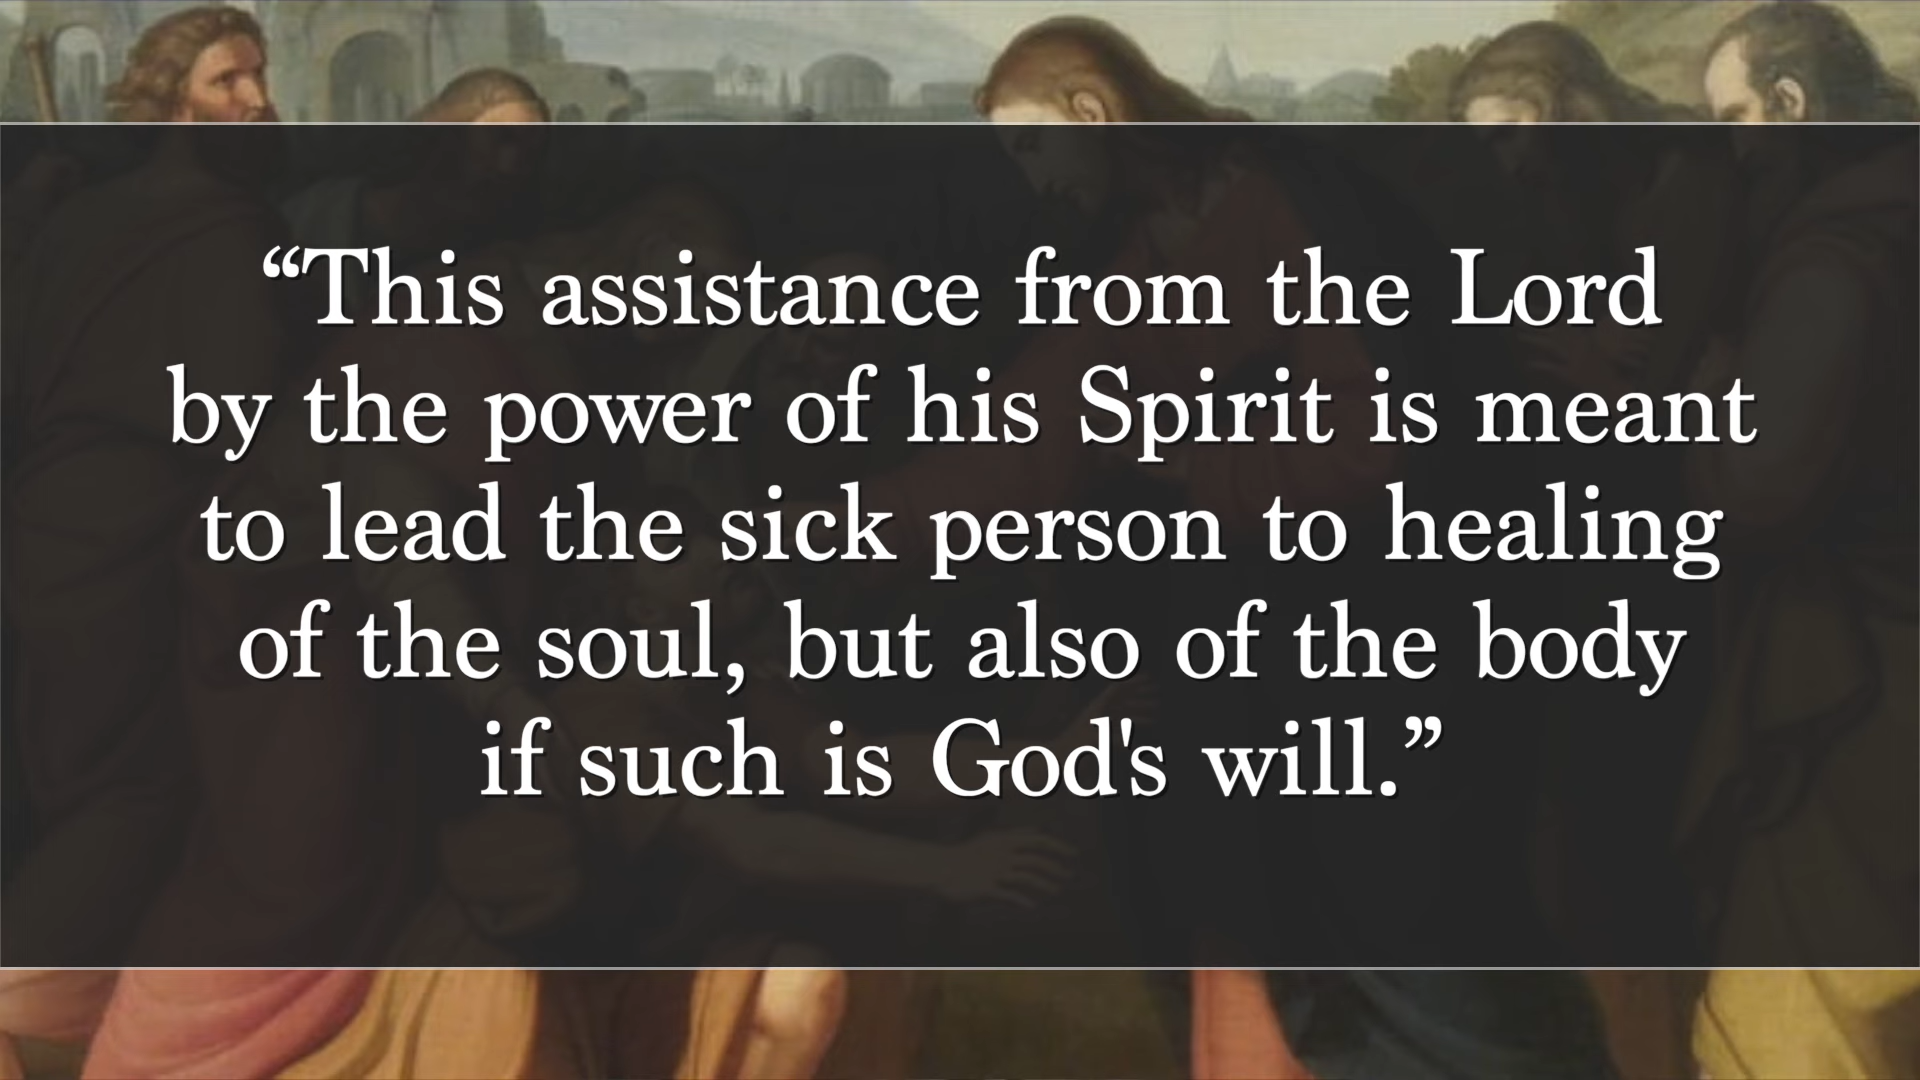 “This assistance from the Lord
by the power of his Spirit is meant
to lead the sick person to healing
of the soul, but also of the body
if such is God's will.”